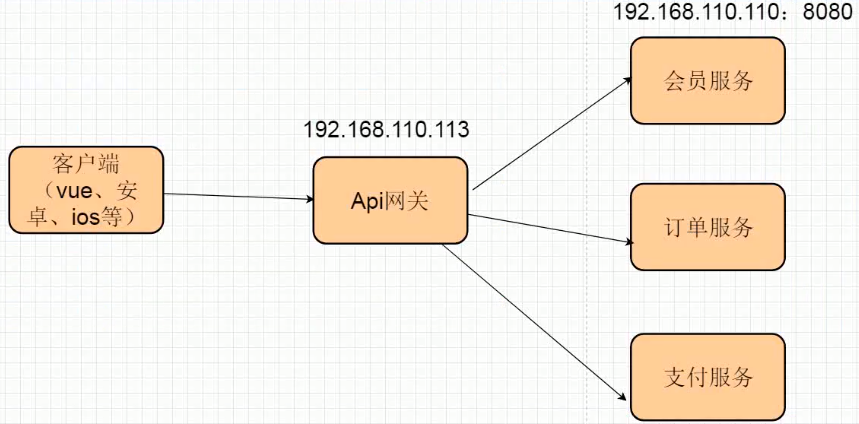 192.168.110.110：8080
会员服务
192.168.110.113
客户端
（vue、安
卓、ios等）
Api网关
订单服务
支付服务